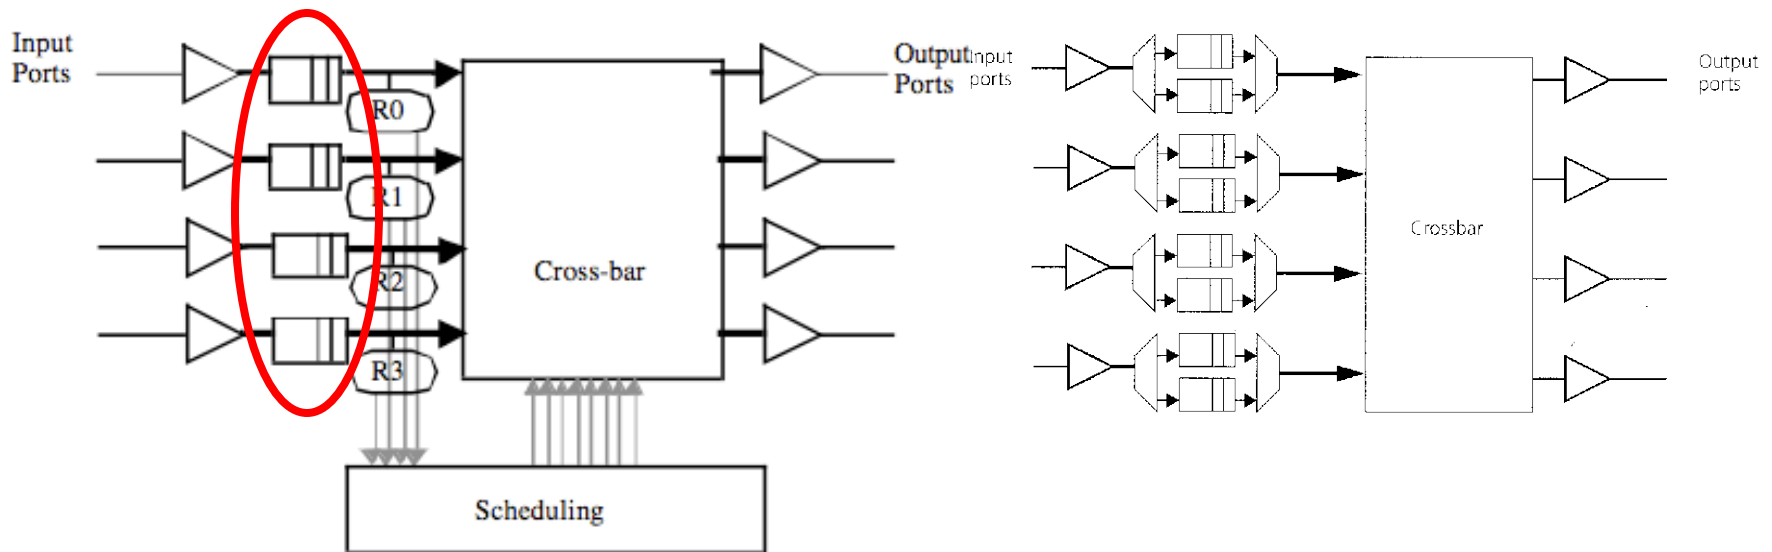 Input
Ports
R0
R1
R2
R3
Cross-bar
Scheduling
Output
Ports
Input
ports
Crossbar
Output
ports